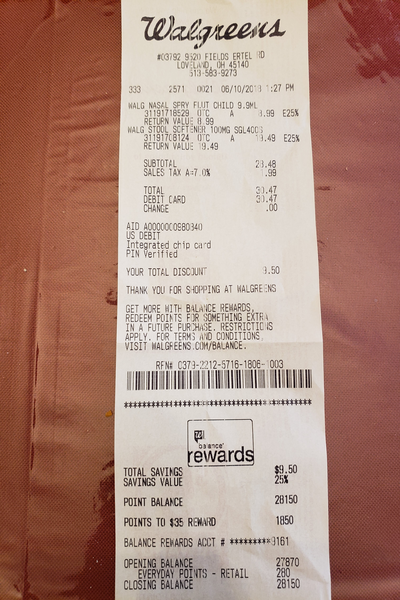 Walgreens
#03792 9520 FIELDS ERTEL RD
LOVELAND, OH 45140
513-583-9273
333 2571 0021 06/10/2019 1:27 PM
WALG NASAL SPRY FLUT CHILD 9.9ML
31191718529 OTC A 8.99 E25%
RETURN VALUE 8.99
WALG STOOL SOFTENER 100MG SGL400S
31191708124 OTC A 19.49 E25%
RETURN VALUE 19.49
SUBTOTAL 28.48
SALES TAX A=7.0% 1.99
TOTAL 30.47
DEBIT CARD 30.47
CHANGE .00
AID A0000000980840
US DEBIT
Integrated chip card
PIN Verified
YOUR TOTAL DISCOUNT 9.50
THANK YOU FOR SHOPPING AT WALGREENS
GET MORE WITH BALANCE REWARDS.
REDEEM POINTS FOR SOMETHING EXTRA
IN A FUTURE PURCHASE. RESTRICTIONS
APPLY. FOR TERMS AND CONDITIONS,
VISIT WALGREENS.COM/BALANCE.
RFN# 0379-2212-5716-1906-1003
balance
rewards
TOTAL SAVINGS $9.50
SAVINGS VALUE 25%
POINT BALANCE 28150
POINTS TO $35 REWARD 1850
BALANCE REWARDS ACCT # *********9161
OPENING BALANCE 27870
EVERYDAY POINTS - RETAIL 280
CLOSING BALANCE 28150